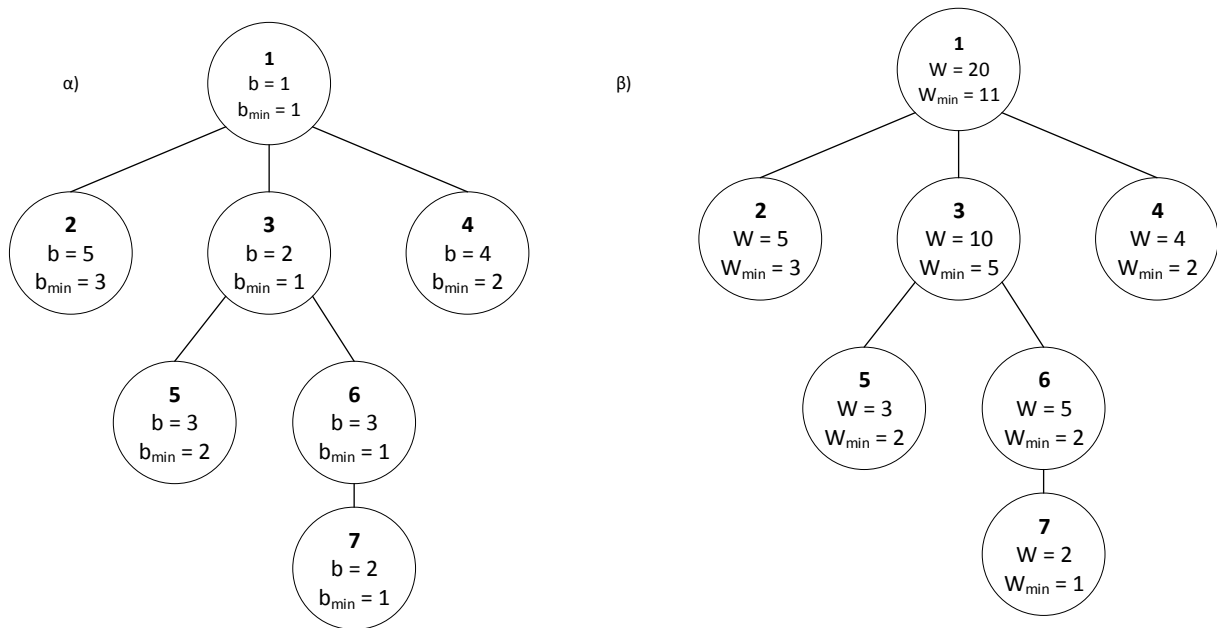 α)
1
b = 1
bmin = 1
2
b = 5
bmin = 3
3
b = 2
bmin = 1
4
b = 4
bmin = 2
5
b = 3
bmin = 2
6
b = 3
bmin = 1
7
b = 2
bmin = 1
β)
1
W = 20
Wmin = 11
2
W = 5
Wmin = 3
3
W = 10
Wmin = 5
4
W = 4
Wmin = 2
5
W = 3
Wmin = 2
6
W = 5
Wmin = 2
7
W = 2
Wmin = 1